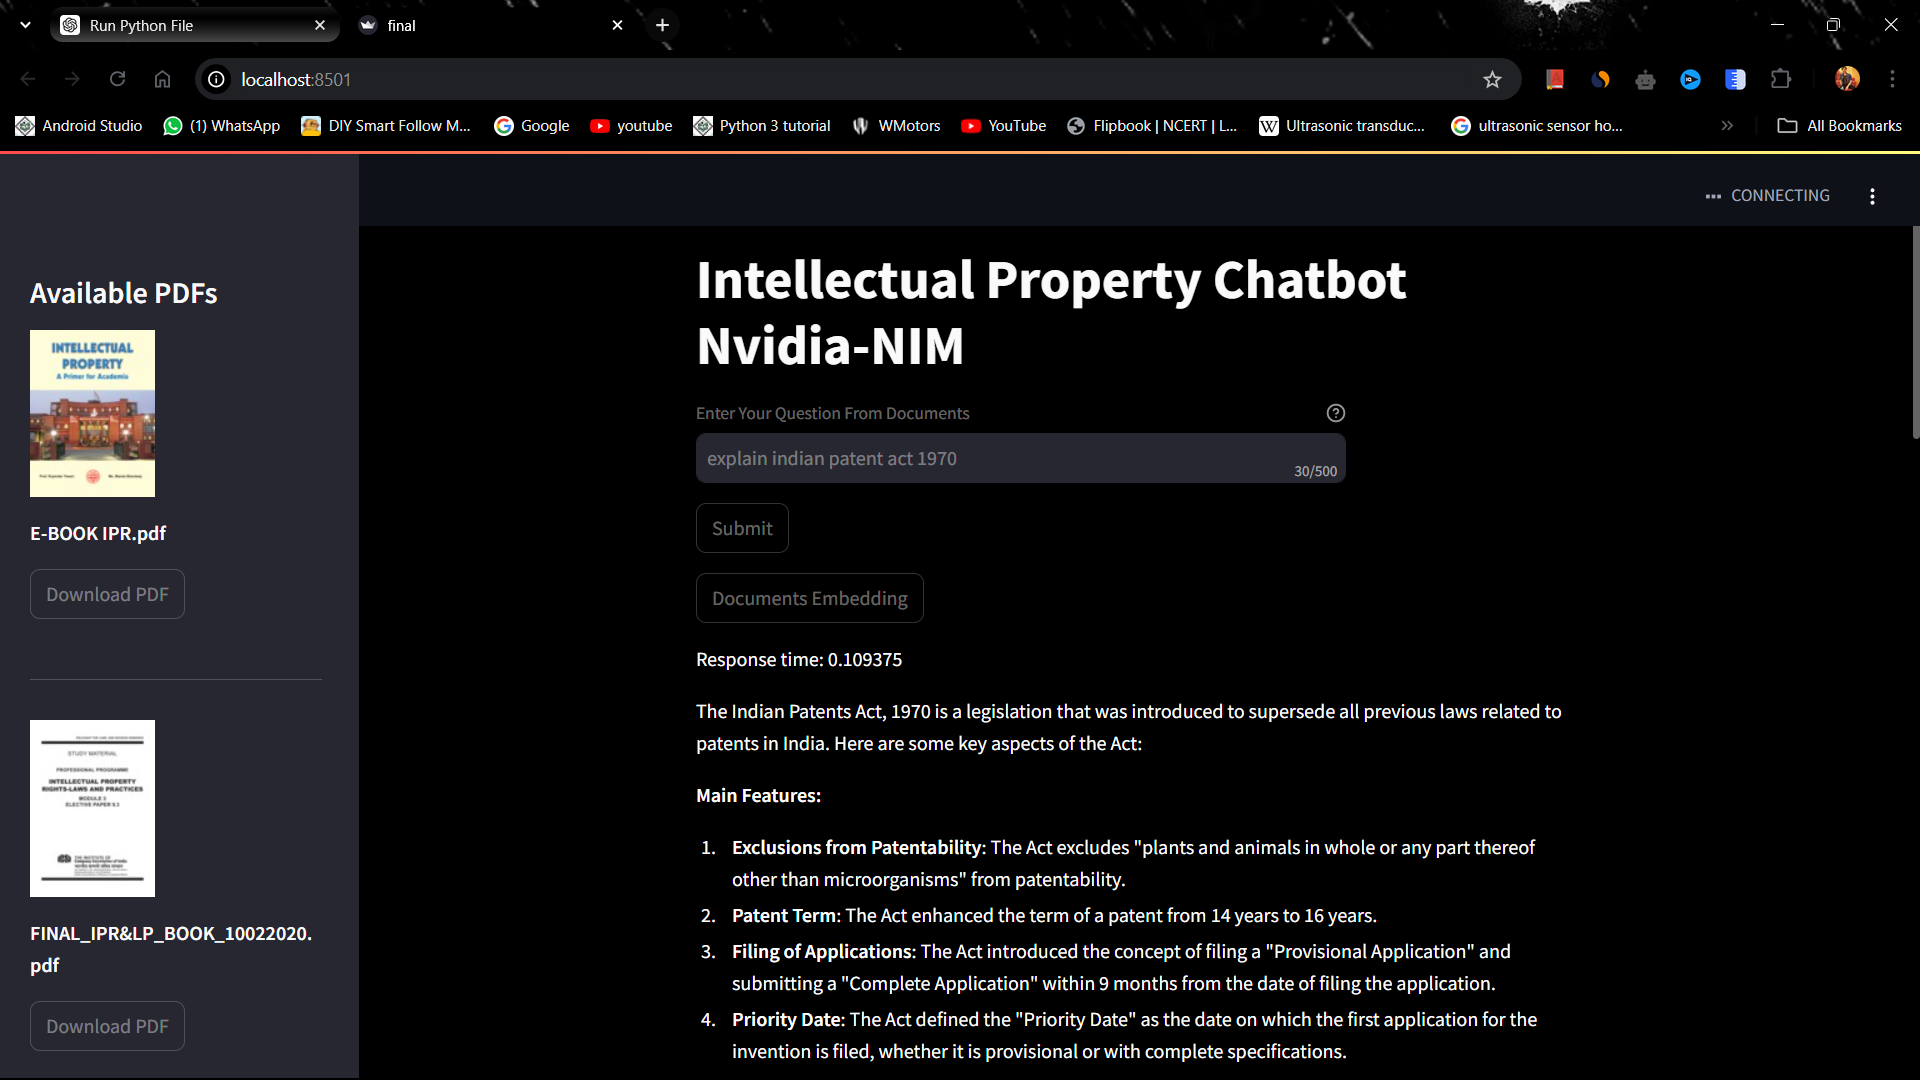 Run Python File
final
localhost:8501
Android Studio
(1) WhatsApp
DIY Smart Follow M...
Google
youtube
Python 3 tutorial
WMotors
YouTube
Flipbook | NCERT | L...
Ultrasonic transduc...
ultrasonic sensor ho...
All Bookmarks
CONNECTING
Available PDFs
INTELLECTUAL
PROPERTY
A Primer for Academia
E-BOOK IPR.pdf
Download PDF
STUDY MATERIAL
PROFESSIONAL PROGRAMME
INTELLECTUAL PROPERTY
RIGHTS-LAWS AND PRACTICES
MODULE 3
ELECTIVE PAPER 9.3
FINAL_IPR&LP_BOOK_10022020.
pdf
Download PDF
Intellectual Property Chatbot
Nvidia-NIM
Enter Your Question From Documents
explain indian patent act 1970
30/500
Submit
Documents Embedding
Response time: 0.109375
The Indian Patents Act, 1970 is a legislation that was introduced to supersede all previous laws related to
patents in India. Here are some key aspects of the Act:
Main Features:
1. Exclusions from Patentability: The Act excludes "plants and animals in whole or any part thereof
other than microorganisms" from patentability.
2. Patent Term: The Act enhanced the term of a patent from 14 years to 16 years.
3. Filing of Applications: The Act introduced the concept of filing a "Provisional Application" and
submitting a "Complete Application" within 9 months from the date of filing the application.
4. Priority Date: The Act defined the "Priority Date" as the date on which the first application for the
invention is filed, whether it is provisional or with complete specifications.